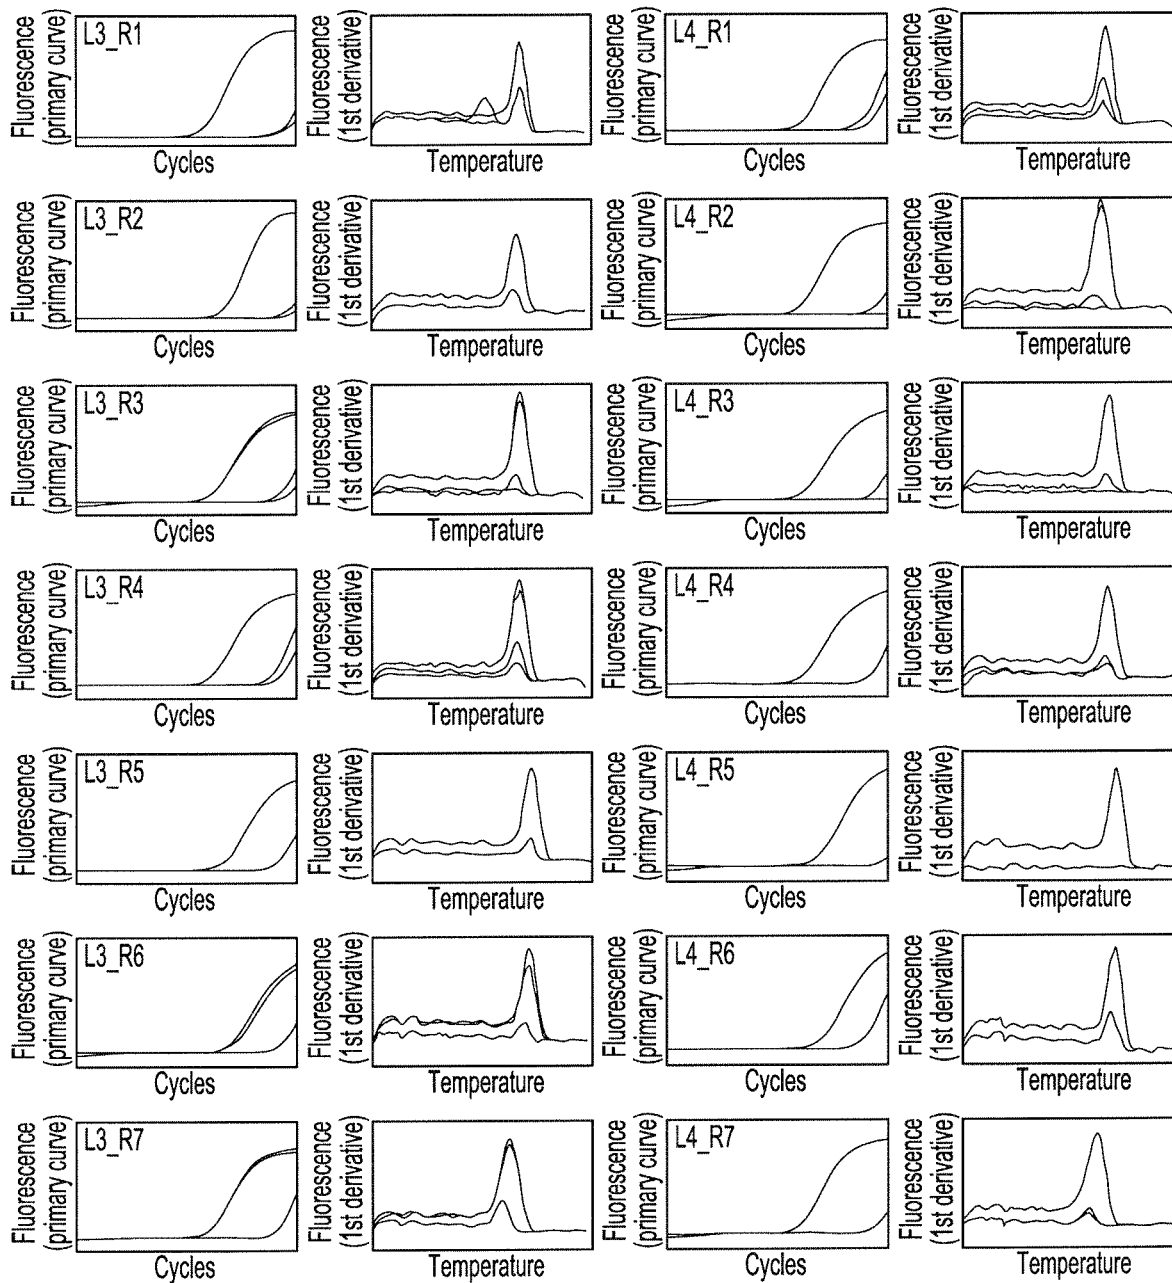 Fluorescence
(primary curve)
L3_R1
Cycles
Fluorescence
(1st derivative)
Temperature
Fluorescence
(primary curve)
L4_R1
Cycles
Fluorescence
(1st derivative)
Temperature
Fluorescence
(primary curve)
L3_R2
Cycles
Fluorescence
(1st derivative)
Temperature
Fluorescence
(primary curve)
L4_R2
Cycles
Fluorescence
(1st derivative)
Temperature
Fluorescence
(primary curve)
L3_R3
Cycles
Fluorescence
(1st derivative)
Temperature
Fluorescence
(primary curve)
L4_R3
Cycles
Fluorescence
(1st derivative)
Temperature
Fluorescence
(primary curve)
L3_R4
Cycles
Fluorescence
(1st derivative)
Temperature
Fluorescence
(primary curve)
L4_R4
Cycles
Fluorescence
(1st derivative)
Temperature
Fluorescence
(primary curve)
L3_R5
Cycles
Fluorescence
(1st derivative)
Temperature
Fluorescence
(primary curve)
L4_R5
Cycles
Fluorescence
(1st derivative)
Temperature
Fluorescence
(primary curve)
L3_R6
Cycles
Fluorescence
(1st derivative)
Temperature
Fluorescence
(primary curve)
L4_R6
Cycles
Fluorescence
(1st derivative)
Temperature
Fluorescence
(primary curve)
L3_R7
Cycles
Fluorescence
(1st derivative)
Temperature
Fluorescence
(primary curve)
L4_R7
Cycles
Fluorescence
(1st derivative)
Temperature